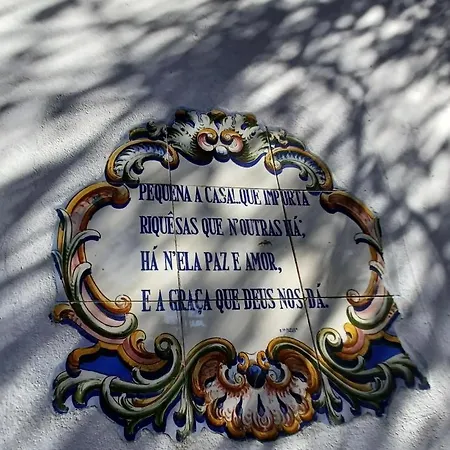 PEQUENA A CASA!..QUE IMPORTA
RIQUÊSAS QUE N'OUTRAS HÁ;
HÁ N'ELA PAZ E AMOR,
E A GRAÇA QUE DEUS NOS DÁ.